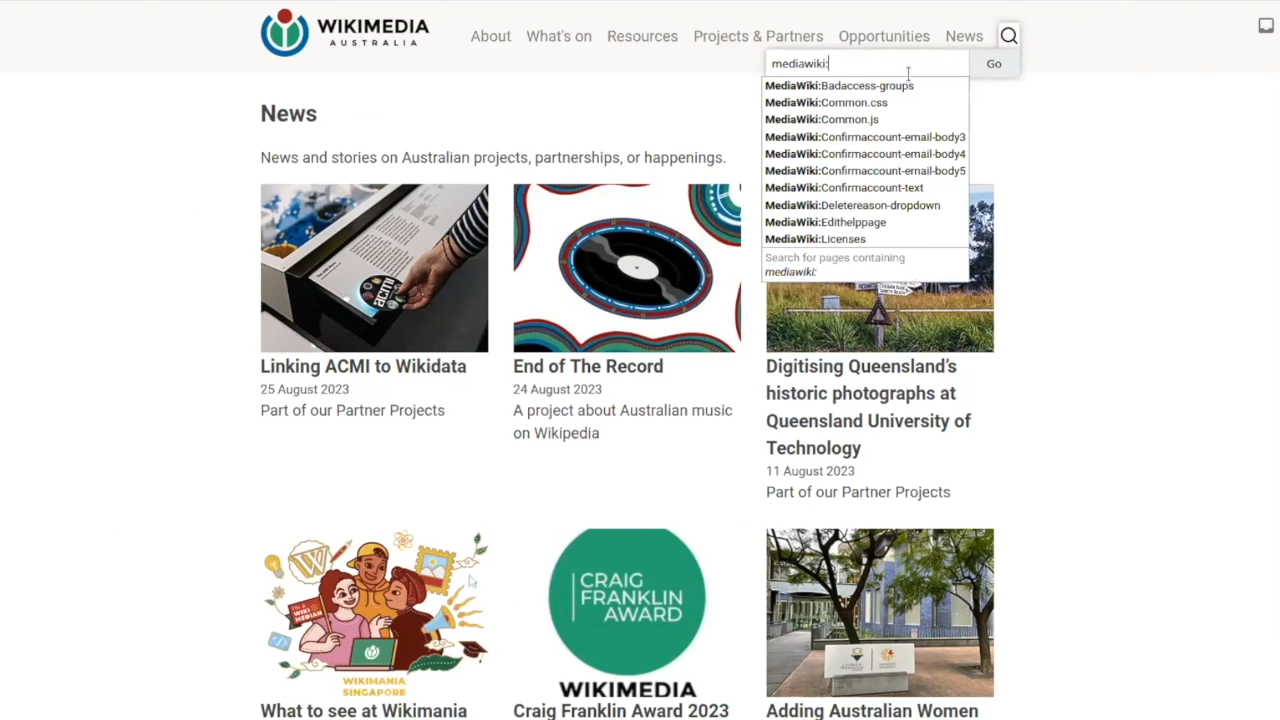 WIKIMEDIA
AUSTRALIA
About What's on Resources Projects & Partners Opportunities News
mediawiki: Go
MediaWiki:Badaccess-groups
MediaWiki:Common.css
MediaWiki:Common.js
MediaWiki:Confirmaccount-email-body3
MediaWiki:Confirmaccount-email-body4
MediaWiki:Confirmaccount-email-body5
MediaWiki:Confirmaccount-text
MediaWiki:Deletereason-dropdown
MediaWiki:Edithelppage
MediaWiki:Licenses
Search for pages containing
mediawiki:
News
News and stories on Australian projects, partnerships, or happenings.
acmi
Linking ACMI to Wikidata
25 August 2023
Part of our Partner Projects
End of The Record
24 August 2023
A project about Australian music
on Wikipedia
Digitising Queensland’s
historic photographs at
Queensland University of
Technology
11 August 2023
Part of our Partner Projects
W
WIKIMANIA
SINGAPORE
What to see at Wikimania
CRAIG
FRANKLIN
AWARD
WIKIMEDIA
Craig Franklin Award 2023
Adding Australian Women